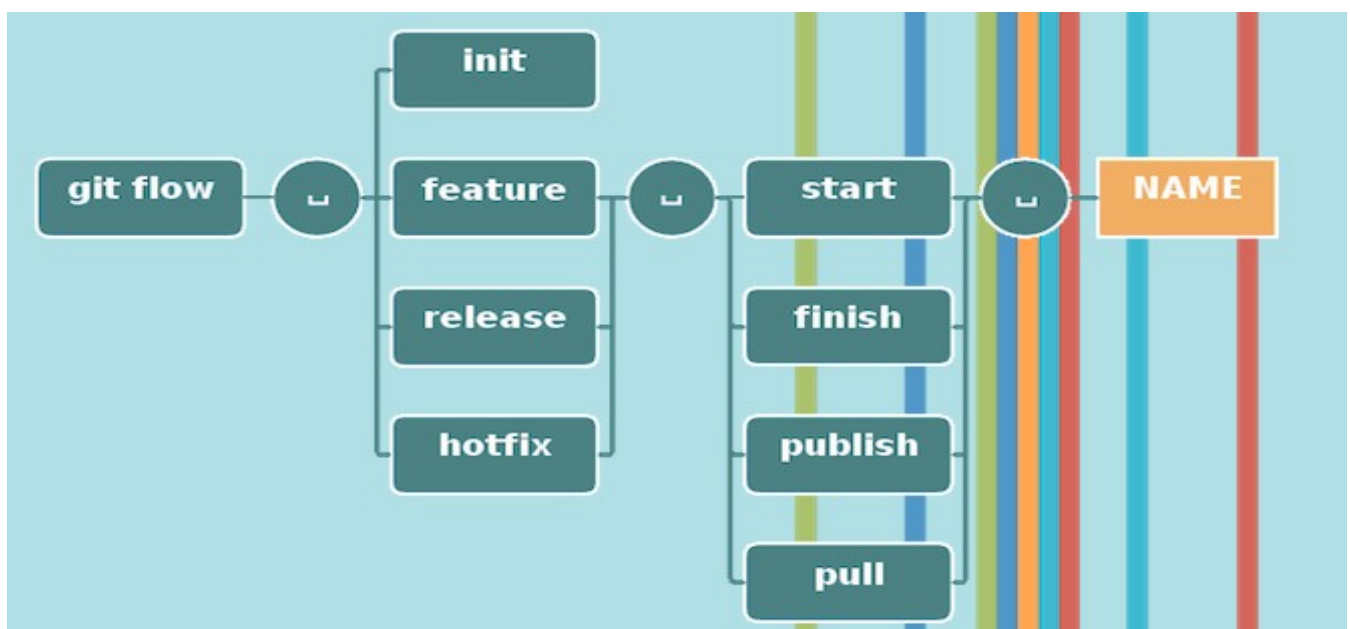 init
git flow ␣ feature ␣ start ␣ NAME
release finish
hotfix publish
pull